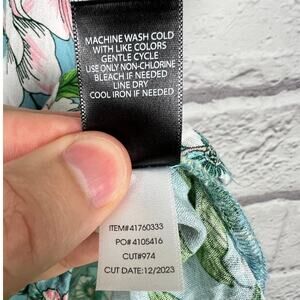 MACHINE WASH COLD
WITH LIKE COLORS
GENTLE CYCLE
USE ONLY NON-CHLORINE
BLEACH IF NEEDED
LINE DRY
COOL IRON IF NEEDED
ITEM#41760333
PO# 4105416
CUT#974
CUT DATE:12/2023